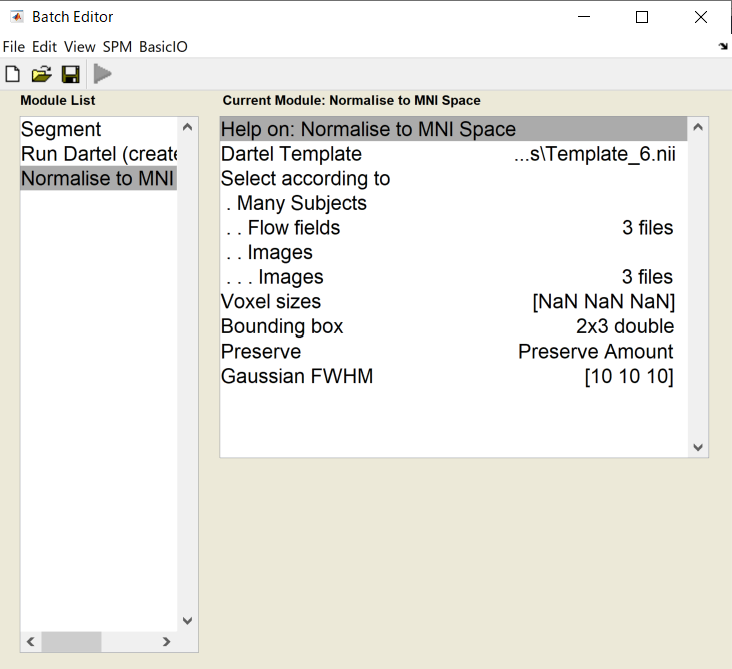 Batch Editor
File Edit View SPM BasicIO
Module List
Current Module: Normalise to MNI Space
Segment
Run Dartel (create
Normalise to MNI
Help on: Normalise to MNI Space
Dartel Template ...s\Template_6.nii
Select according to
. Many Subjects
. . Flow fields 3 files
. . Images
. . . Images 3 files
Voxel sizes [NaN NaN NaN]
Bounding box 2x3 double
Preserve Preserve Amount
Gaussian FWHM [10 10 10]